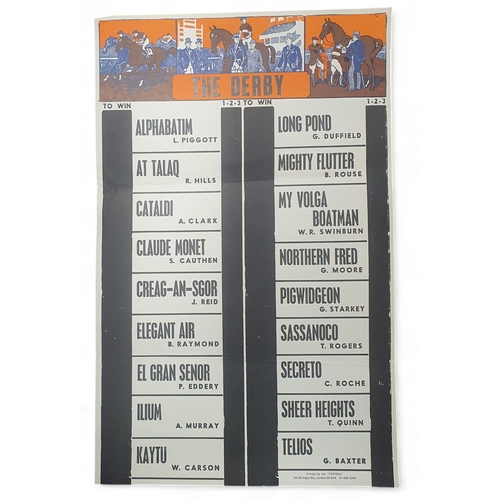 THE DERBY
TO WIN 1-2-3 TO WIN 1-2-3
ALPHABATIM
L. PIGGOTT
AT TALAQ
R. HILLS
CATALDI
A. CLARK
CLAUDE MONET
S. CAUTHEN
CREAG-AN-SGOR
J. REID
ELEGANT AIR
B. RAYMOND
EL GRAN SENOR
P. EDDERY
ILIUM
A. MURRAY
KAYTU
W. CARSON
LONG POND
G. DUFFIELD
MIGHTY FLUTTER
B. ROUSE
MY VOLGA
BOATMAN
W. R. SWINBURN
NORTHERN FRED
G. MOORE
PIGWIDGEON
G. STARKEY
SASSANOCO
T. ROGERS
SECRETO
C. ROCHE
SHEER HEIGHTS
T. QUINN
TELIOS
G. BAXTER